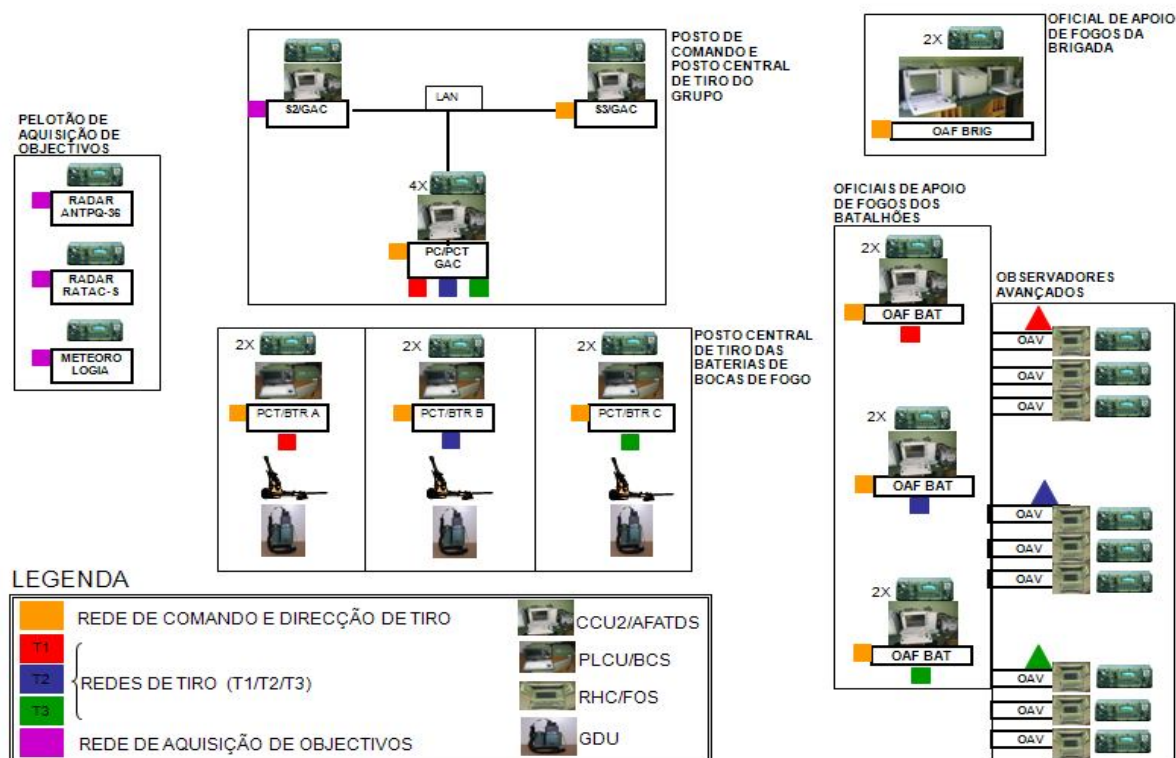 POSTO DE
COMANDO E
POSTO CENTRAL
DE TIRO DO
GRUPO
LAN
S2/GAC
S3/GAC
4X
PC/PCT
GAC
2X
OFICIAL DE APOIO
DE FOGOS DA
BRIGADA
OAF BRIG
PELOTÃO DE
AQUISIÇÃO DE
OBJECTIVOS
RADAR
ANTPQ-36
RADAR
RATAC-S
METEORO
LOGIA
2X
2X
2X
PCT/BTR A
PCT/BTR B
PCT/BTR C
POSTO CENTRAL
DE TIRO DAS
BATERIAS DE
BOCAS DE FOGO
OFICIAIS DE APOIO
DE FOGOS DOS
BATALHÕES
2X
OAF BAT
2X
OAF BAT
2X
OAF BAT
OBSERVADORES
AVANÇADOS
OAV
OAV
OAV
OAV
OAV
OAV
OAV
OAV
OAV
LEGENDA
REDE DE COMANDO E DIRECÇÃO DE TIRO
T1
T2
T3
REDES DE TIRO (T1/T2/T3)
REDE DE AQUISIÇÃO DE OBJECTIVOS
CCU2/AFATDS
PLCU/BCS
RHC/FOS
GDU